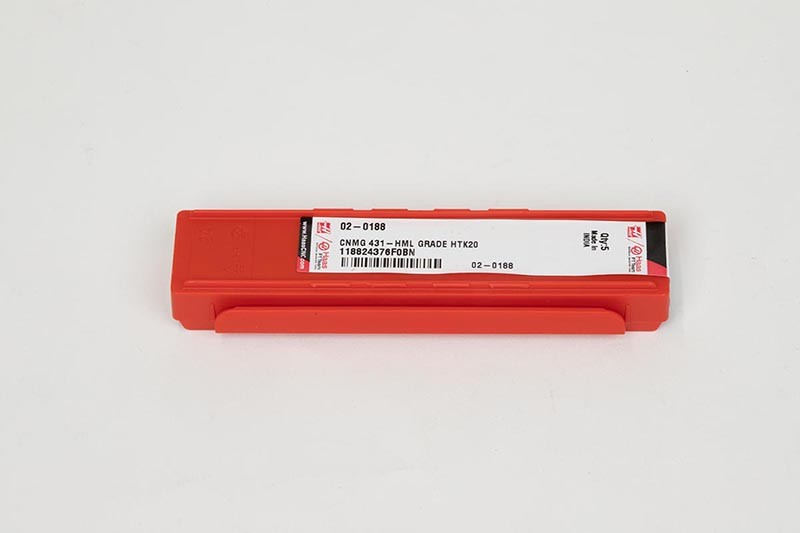 www.HaasCNC.com
Haas
02-0188
CNMG 431-HML GRADE HTK20
118824376F0BN
02-0188
Qty:5
Made in
INDIA
Haas